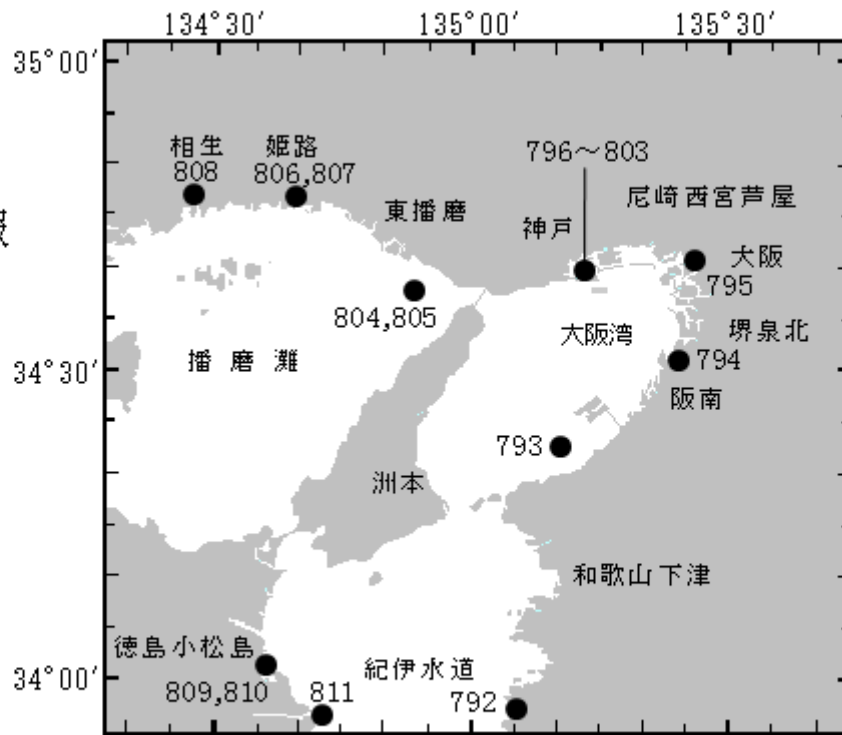 134°30′ 135°00′ 135°30′
35°00′
相生
808
姫路
806,807
東播磨
796～803
神戸
尼崎西宮芦屋
大阪
795
804,805
大阪湾
堺泉北
794
阪南
34°30′
播磨灘
793
洲本
和歌山下津
徳島小松島
809,810
811
紀伊水道
792
34°00′